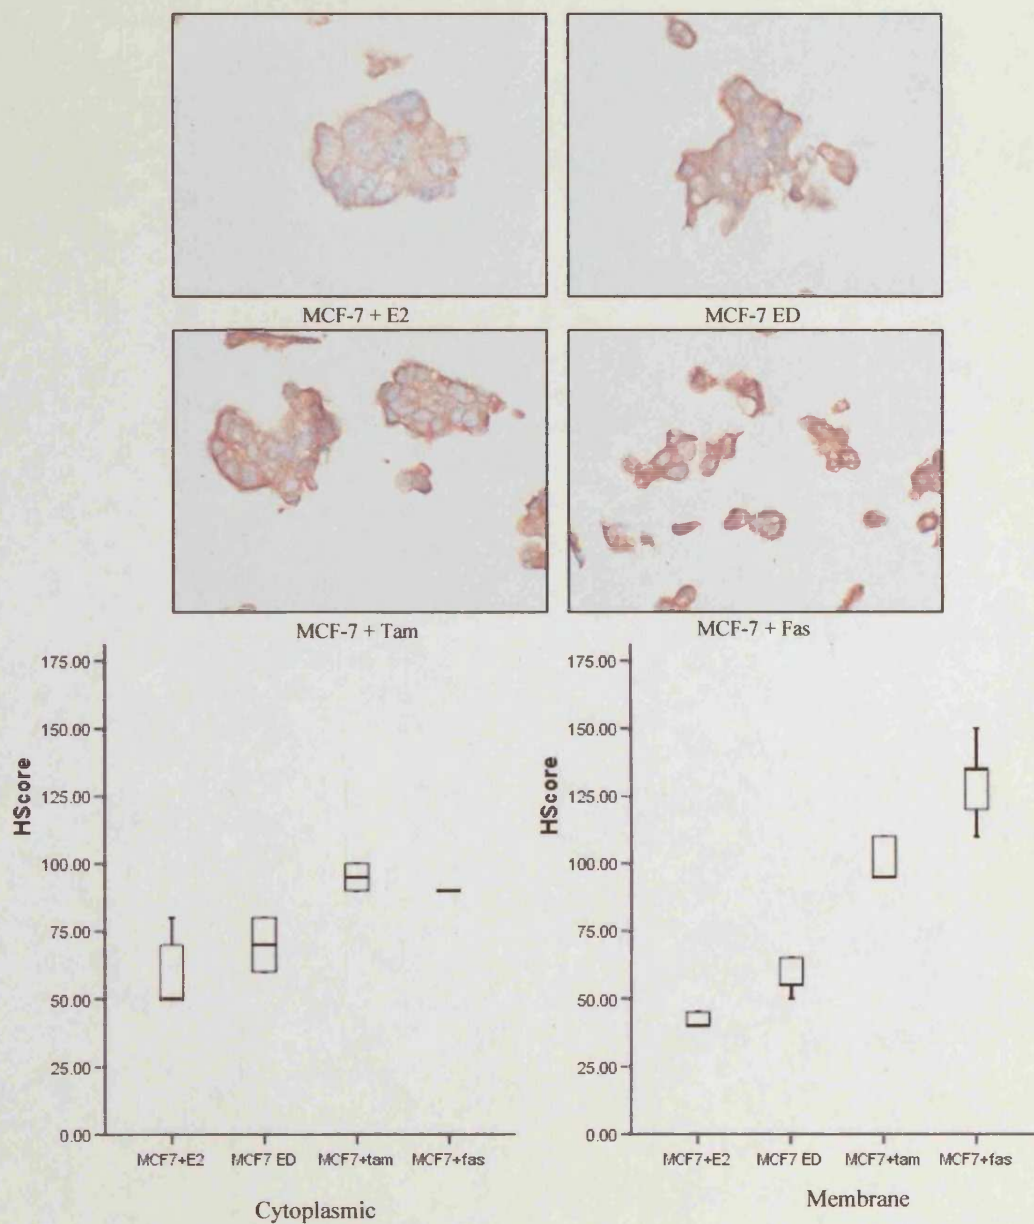 MCF-7 + E2
MCF-7 ED
MCF-7 + Tam
MCF-7 + Fas
HScore
175.00
150.00
125.00
100.00
75.00
50.00
25.00
0.00
MCF7+E2 MCF7 ED MCF7+tam MCF7+fas
Cytoplasmic
HScore
175.00
150.00
125.00
100.00
75.00
50.00
25.00
0.00
MCF7+E2 MCF7 ED MCF7+tam MCF7+fas
Membrane